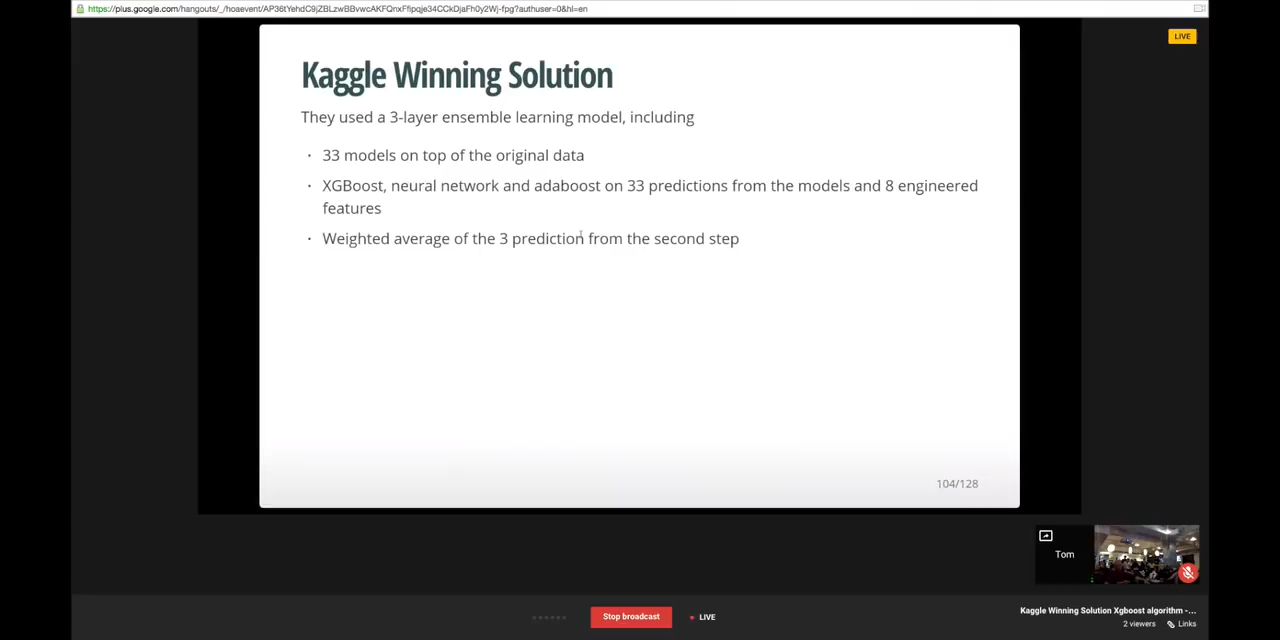 https://plus.google.com/hangouts/_/hoaevent/AP36tYehdC9jZBLzwBBvwcAKFQnxFfipqje34CCkDjaFh0y2Wj-fpg?authuser=0&hl=en
LIVE
Kaggle Winning Solution
They used a 3-layer ensemble learning model, including
· 33 models on top of the original data
· XGBoost, neural network and adaboost on 33 predictions from the models and 8 engineered
features
· Weighted average of the 3 prediction from the second step
104/128
Tom
Stop broadcast
LIVE
Kaggle Winning Solution Xgboost algorithm -...
2 viewers
Links